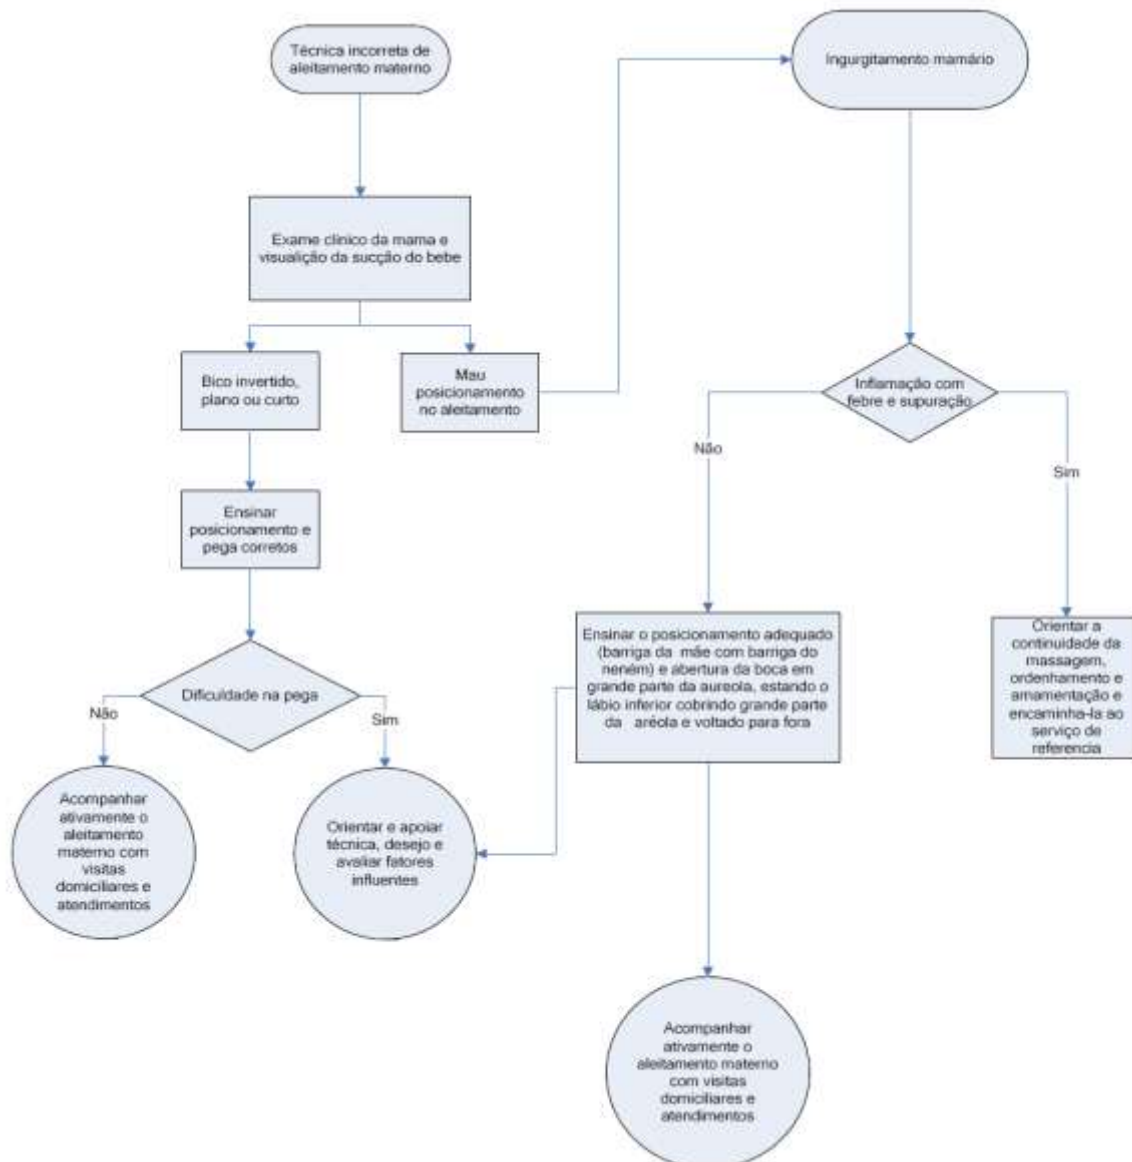 Técnica incorreta de
aleitamento materno
Ingurgitamento mamário
Exame clínico da mama e
visualição da sucção do bebe
Bico invertido,
plano ou curto
Mau
posicionamento
no aleitamento
Inflamação com
febre e supuração
Não
Sim
Ensinar
posicionamento e
pega corretos
Ensinar o posicionamento adequado
(barriga da mãe com barriga do
neném) e abertura da boca em
grande parte da aureola, estando o
lábio inferior cobrindo grande parte
da aréola e voltado para fora
Orientar a
continuidade da
massagem,
ordenhamento e
amamentação e
encaminha-la ao
serviço de
referencia
Dificuldade na pega
Não
Sim
Acompanhar
ativamente o
aleitamento
materno com
visitas
domiciliares e
atendimentos
Orientar e apoiar
técnica, desejo e
avaliar fatores
influentes
Acompanhar
ativamente o
aleitamento materno
com visitas
domiciliares e
atendimentos